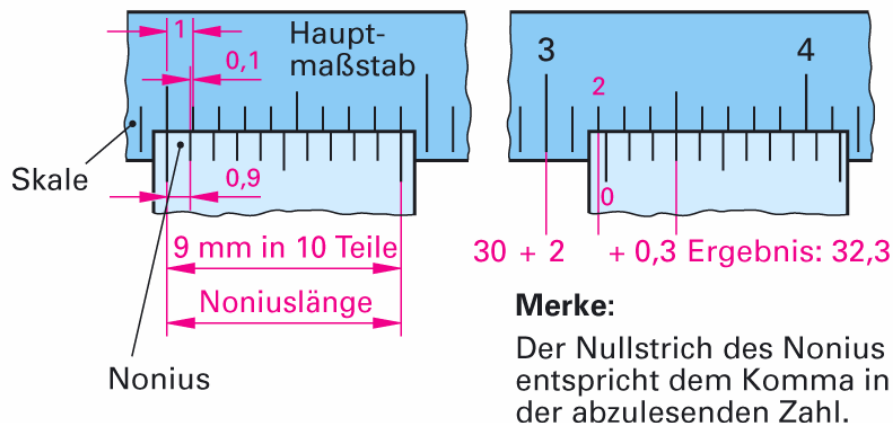 1
0,1
Haupt-
maßstab
Skale
0,9
9 mm in 10 Teile
Noniuslänge
Nonius
3
4
2
0
30 + 2 + 0,3 Ergebnis: 32,3
Merke:
Der Nullstrich des Nonius
entspricht dem Komma in
der abzulesenden Zahl.